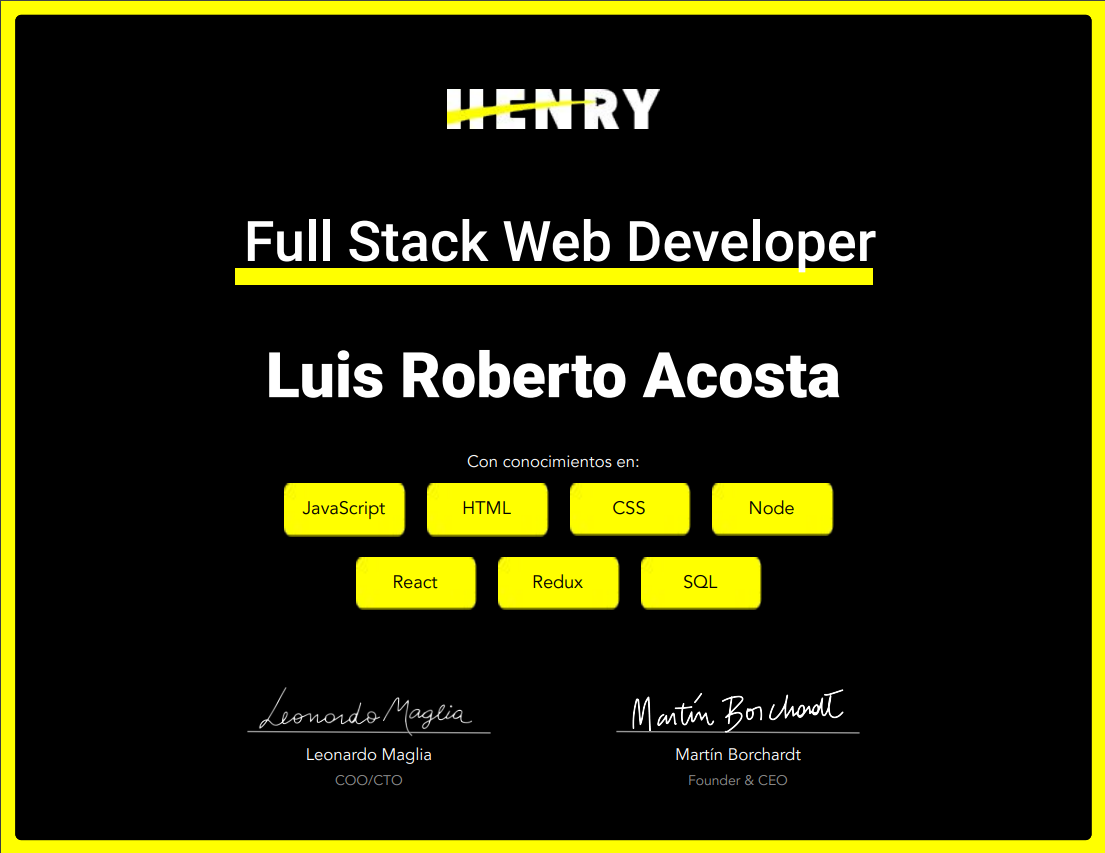 HENRY
Full Stack Web Developer
Luis Roberto Acosta
Con conocimientos en:
JavaScript HTML CSS Node
React Redux SQL
Leonardo Maglia Martín Borchardt
Leonardo Maglia Martín Borchardt
COO/CTO Founder & CEO